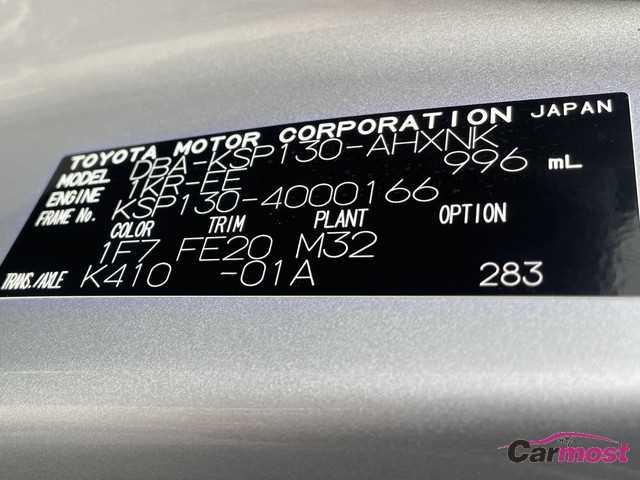 TOYOTA MOTOR CORPORATION JAPAN
MODEL DBA-KSP130-AHXNK
ENGINE 1KR-FE 996 mL
FRAME No. KSP130-4000166
COLOR TRIM PLANT OPTION
1F7 FE20 M32
TRANS./AXLE K410 -01A 283
Carmost